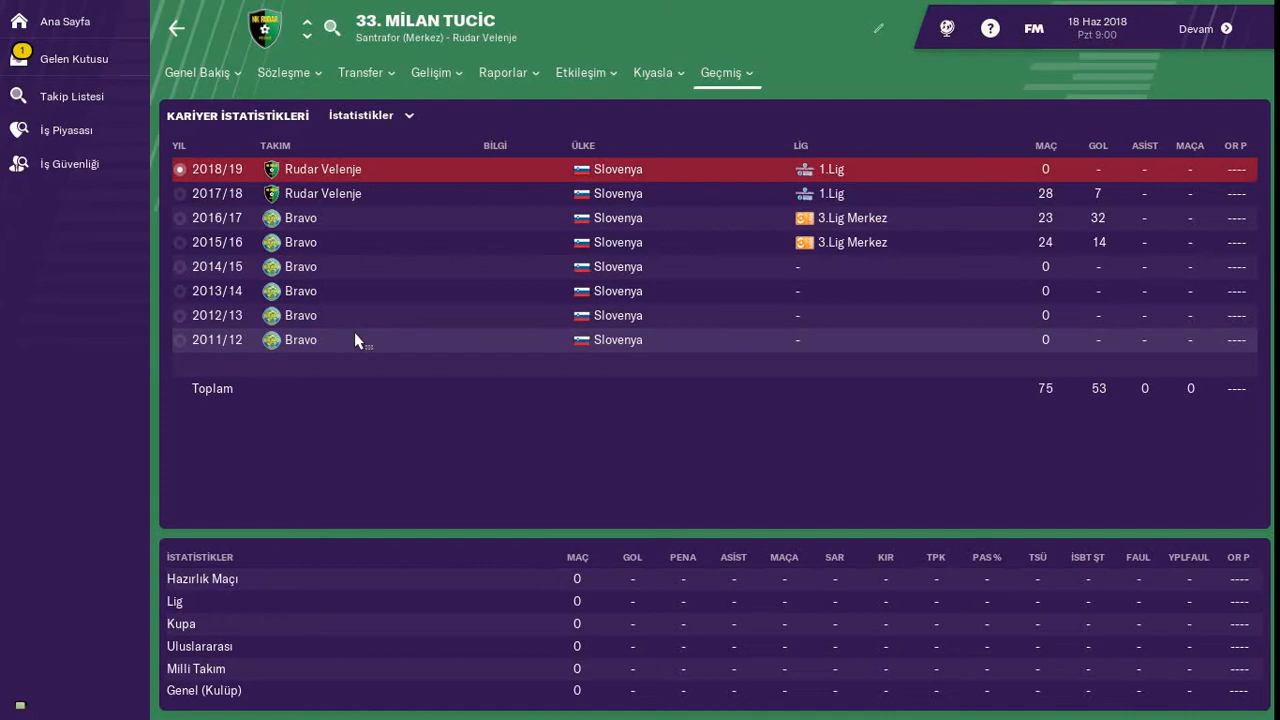 Ana Sayfa
1
Gelen Kutusu
Takip Listesi
İş Piyasası
İş Güvenliği
NK RUDAR
33. MİLAN TUCİC
Santrafor (Merkez) - Rudar Velenje
?
FM
18 Haz 2018
Pzt 9:00
Devam
Genel Bakış
Sözleşme
Transfer
Gelişim
Raporlar
Etkileşim
Kıyasla
Geçmiş
KARİYER İSTATİSTİKLERİ İstatistikler
YIL TAKIM BİLGİ ÜLKE LİG MAÇ GOL ASİST MAÇA OR P
2018/19 Rudar Velenje Slovenya 1.Lig 0 - - - ----
2017/18 Rudar Velenje Slovenya 1.Lig 28 7 - - ----
2016/17 Bravo Slovenya 3.Lig Merkez 23 32 - - ----
2015/16 Bravo Slovenya 3.Lig Merkez 24 14 - - ----
2014/15 Bravo Slovenya - 0 - - - ----
2013/14 Bravo Slovenya - 0 - - - ----
2012/13 Bravo Slovenya - 0 - - - ----
2011/12 Bravo Slovenya - 0 - - - ----
Toplam 75 53 0 0 ----
İSTATİSTİKLER MAÇ GOL PENA ASİST MAÇA SAR KIR TPK PAS % TSÜ İSBT ŞT FAUL YPLFAUL OR P
Hazırlık Maçı 0 - - - - - - - - - - - - ----
Lig 0 - - - - - - - - - - - - ----
Kupa 0 - - - - - - - - - - - - ----
Uluslararası 0 - - - - - - - - - - - - ----
Milli Takım 0 - - - - - - - - - - - - ----
Genel (Kulüp) 0 - - - - - - - - - - - - ----